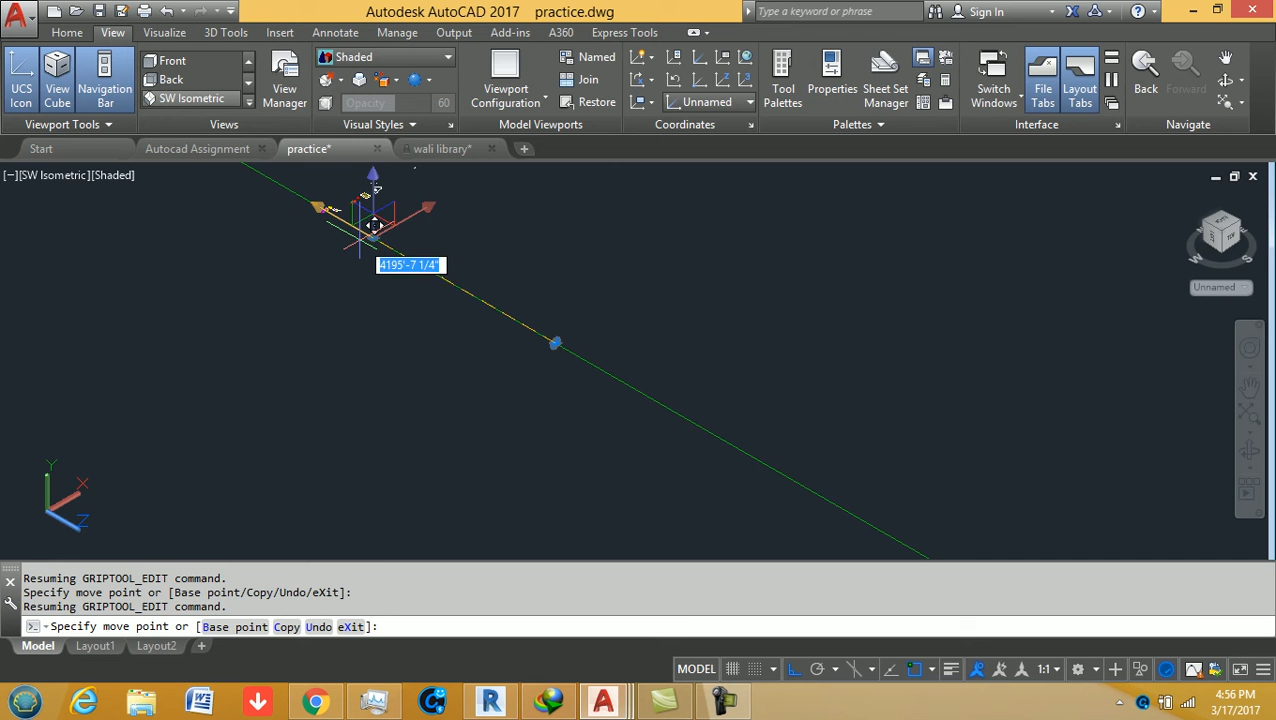 Autodesk AutoCAD 2017 practice.dwg
Type a keyword or phrase
Sign In
Home View Visualize 3D Tools Insert Annotate Manage Output Add-ins A360 Express Tools
UCS Icon
View Cube
Navigation Bar
Viewport Tools
Front
Back
SW Isometric
View Manager
Views
Shaded
Opacity 60
Visual Styles
Viewport Configuration
Named
Join
Restore
Model Viewports
Unnamed
Coordinates
Tool Palettes
Properties
Sheet Set Manager
Palettes
Switch Windows
File Tabs
Layout Tabs
Interface
Back
Forward
Navigate
Start Autocad Assignment practice* wall library*
[−][SW Isometric][Shaded]
W S
Unnamed
4195'-7 1/4"
Y
X
Z
Resuming GRIPTOOL_EDIT command.
Specify move point or [Base point/Copy/Undo/eXit]:
Resuming GRIPTOOL_EDIT command.
Specify move point or [Base point Copy Undo eXit]:
Model Layout1 Layout2
MODEL
1:1
4:56 PM
3/17/2017